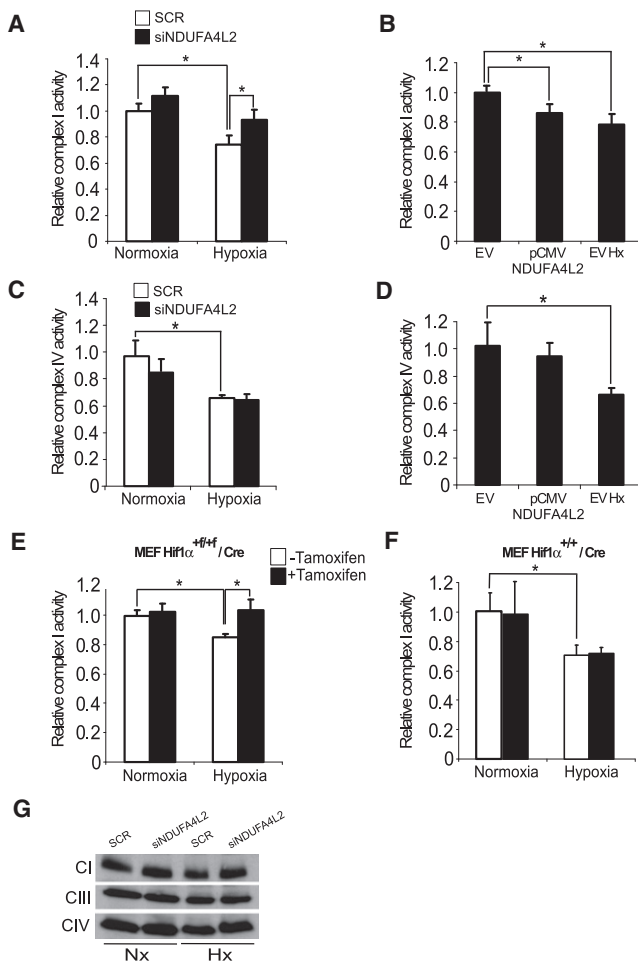 A
SCR
siNDUFA4L2
Relative complex I activity
1.4
1.2
1.0
0.8
0.6
0.4
0.2
0
*
*
Normoxia
Hypoxia
B
Relative complex I activity
1.2
1.0
0.8
0.6
0.4
0.2
0
*
*
EV
pCMV
EV Hx
NDUFA4L2
C
SCR
siNDUFA4L2
Relative complex IV activity
1.4
1.2
1.0
0.8
0.6
0.4
0.2
0
*
Normoxia
Hypoxia
D
Relative complex IV activity
1.4
1.2
1.0
0.8
0.6
0.4
0.2
0
*
EV
pCMV
EV Hx
NDUFA4L2
E
MEF Hif1α +f/+f / Cre
-Tamoxifen
+Tamoxifen
Relative complex I activity
1.2
1.0
0.8
0.6
0.4
0.2
0
*
*
Normoxia
Hypoxia
F
MEF Hif1α +/+ / Cre
Relative complex I activity
1.4
1.2
1.0
0.8
0.6
0.4
0.2
0
*
Normoxia
Hypoxia
G
SCR
siNDUFA4L2
SCR
siNDUFA4L2
CI
CIII
CIV
Nx
Hx